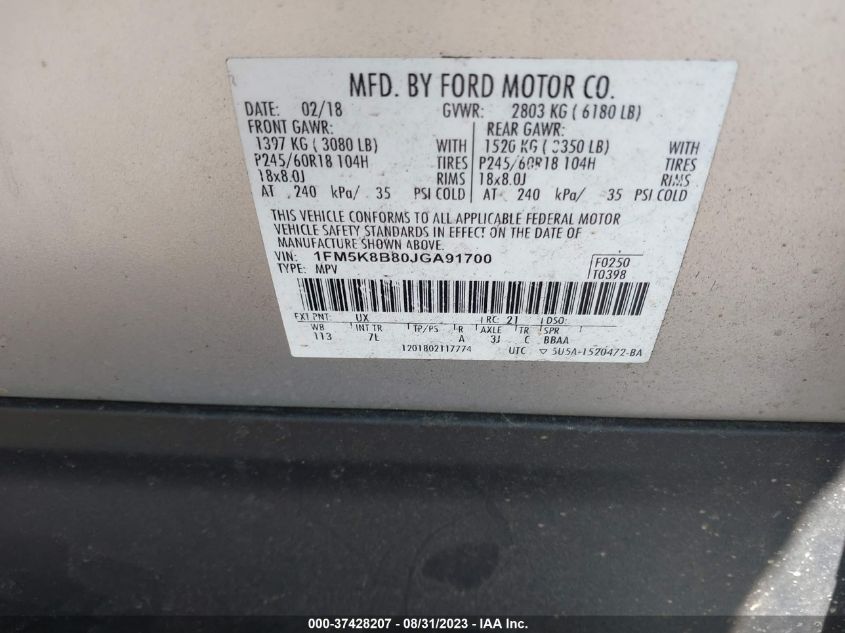 MFD. BY FORD MOTOR CO.
DATE: 02/18 GVWR: 2803 KG ( 6180 LB)
FRONT GAWR: REAR GAWR:
1397 KG ( 3080 LB) WITH 1520 KG ( 3350 LB) WITH
P245/60R18 104H TIRES P245/60R18 104H TIRES
18x8.0J RIMS 18x8.0J RIMS
AT 240 kPa/ 35 PSI COLD AT 240 kPa/ 35 PSI COLD
THIS VEHICLE CONFORMS TO ALL APPLICABLE FEDERAL MOTOR
VEHICLE SAFETY STANDARDS IN EFFECT ON THE DATE OF
MANUFACTURE SHOWN ABOVE.
VIN: 1FM5K8B80JGA91700 F0250
TYPE: MPV T0398
EXT PNT: UX RC: 21 DSO:
WB INT TR TP/PS R AXLE TR SPR
113 A 3J C BBAA
1201802117774 UTC ▽ 5U5A-1520472-BA
000-37428207 - 08/31/2023 - IAA Inc.